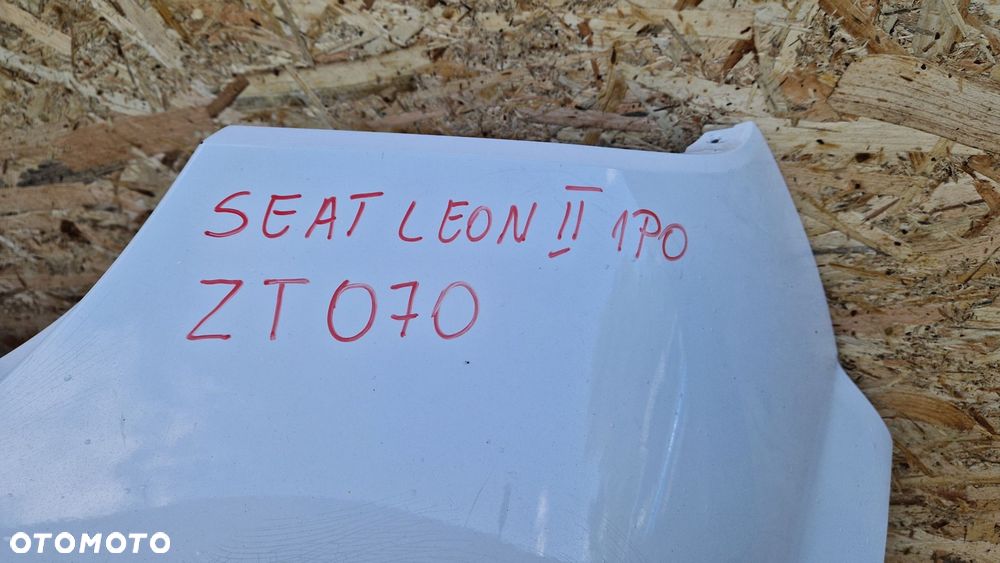 SEAT LEON II 1P0
ZT070
OTOMOTO